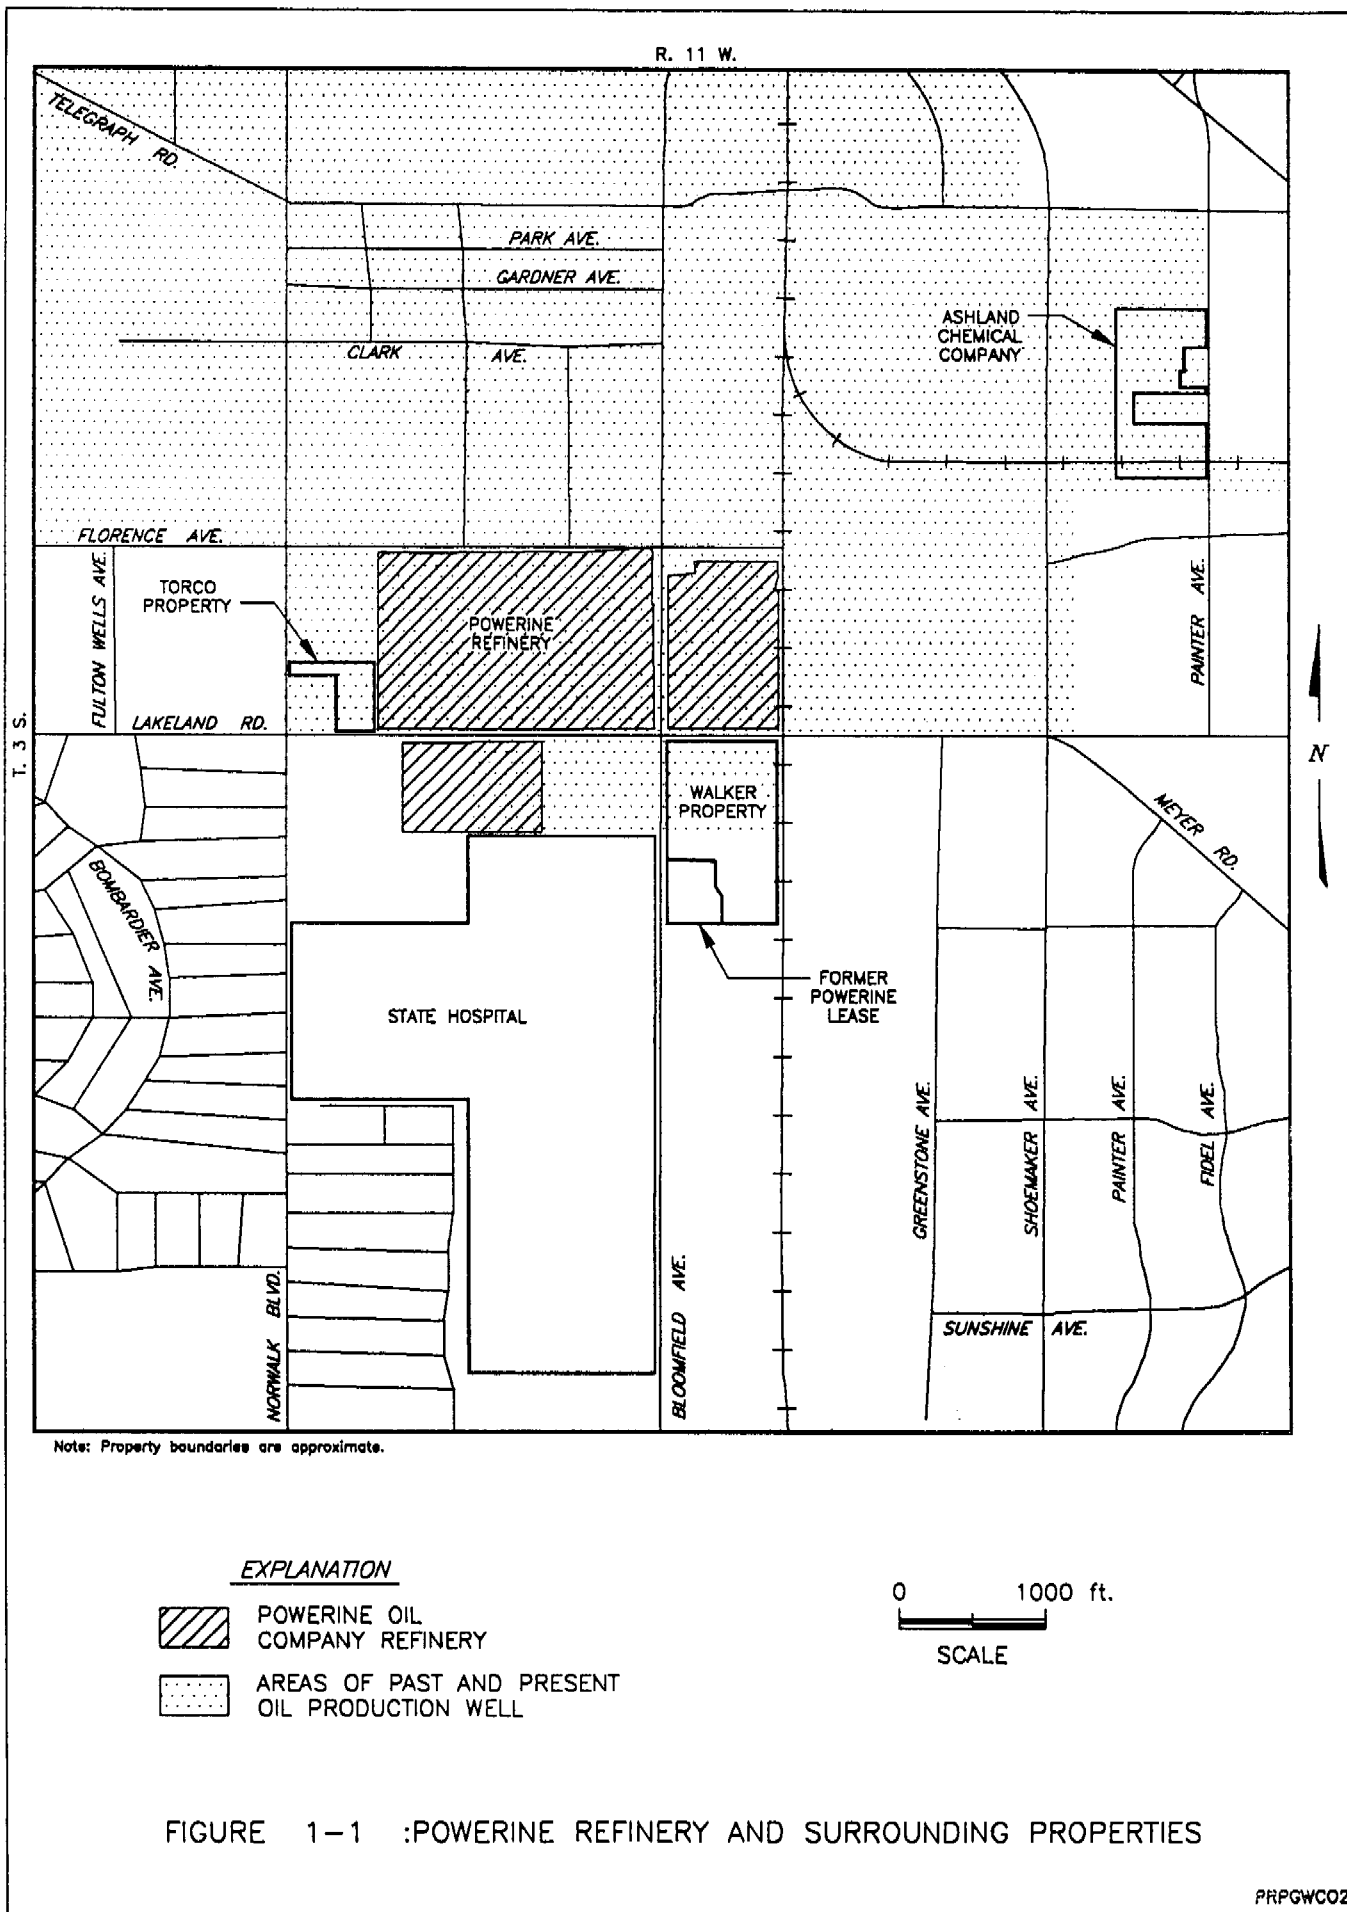 R. 11 W.
TELEGRAPH RD.
PARK AVE.
GARDNER AVE.
CLARK AVE.
ASHLAND
CHEMICAL
COMPANY
FLORENCE AVE.
FULTON WELLS AVE.
TORCO
PROPERTY
POWERINE
REFINERY
PAINTER AVE.
LAKELAND RD.
T. 3 S.
N
WALKER
PROPERTY
MEYER RD.
BOMBARDIER AVE.
FORMER
POWERINE
LEASE
STATE HOSPITAL
GREENSTONE AVE.
SHOEMAKER AVE.
PAINTER AVE.
FIDEL AVE.
NORWALK BLVD.
BLOOMFIELD AVE.
SUNSHINE AVE.
Note: Property boundaries are approximate.
EXPLANATION
POWERINE OIL
COMPANY REFINERY
AREAS OF PAST AND PRESENT
OIL PRODUCTION WELL
0 1000 ft.
SCALE
FIGURE 1-1 :POWERINE REFINERY AND SURROUNDING PROPERTIES
PRPGWCO2